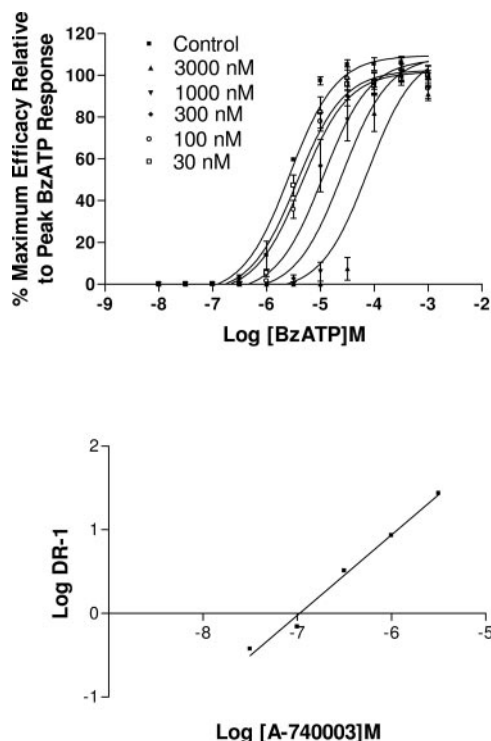 % Maximum Efficacy Relative
to Peak BzATP Response
120
100
80
60
40
20
0
Control
3000 nM
1000 nM
300 nM
100 nM
30 nM
-9 -8 -7 -6 -5 -4 -3 -2
Log [BzATP]M
Log DR-1
2
1
0
-1
-8 -7 -6 -5
Log [A-740003]M